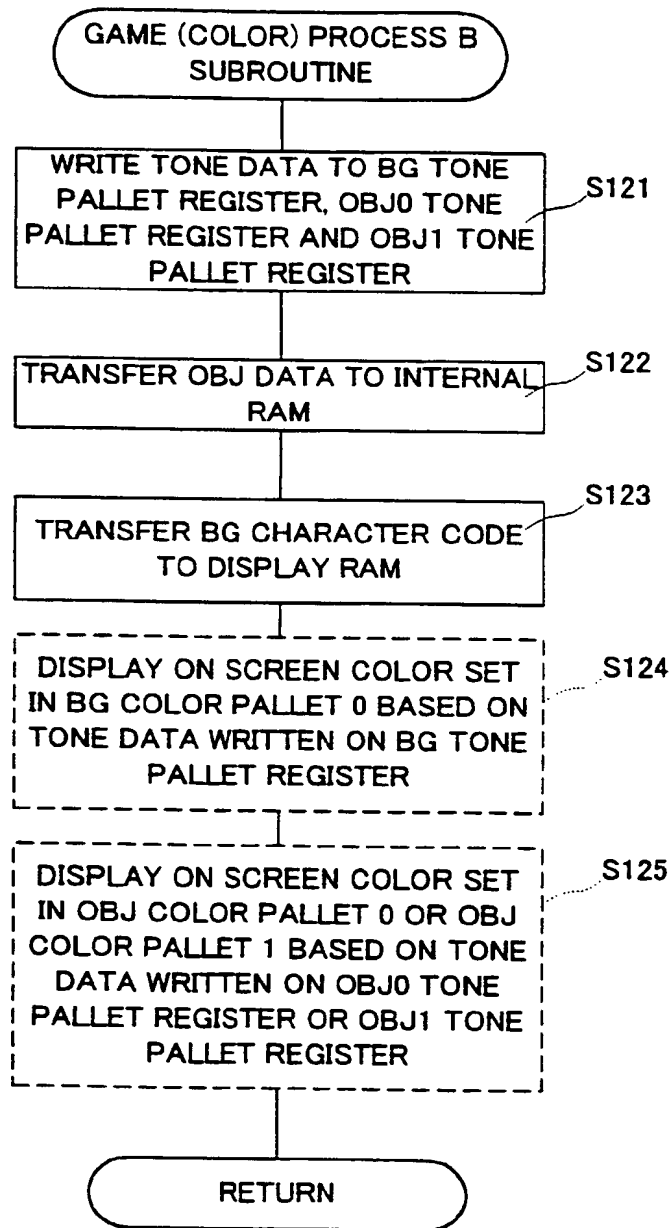 GAME (COLOR) PROCESS B
SUBROUTINE
WRITE TONE DATA TO BG TONE
PALLET REGISTER, OBJ0 TONE
PALLET REGISTER AND OBJ1 TONE
PALLET REGISTER
S121
TRANSFER OBJ DATA TO INTERNAL
RAM
S122
TRANSFER BG CHARACTER CODE
TO DISPLAY RAM
S123
DISPLAY ON SCREEN COLOR SET
IN BG COLOR PALLET 0 BASED ON
TONE DATA WRITTEN ON BG TONE
PALLET REGISTER
S124
DISPLAY ON SCREEN COLOR SET
IN OBJ COLOR PALLET 0 OR OBJ
COLOR PALLET 1 BASED ON TONE
DATA WRITTEN ON OBJ0 TONE
PALLET REGISTER OR OBJ1 TONE
PALLET REGISTER
S125
RETURN